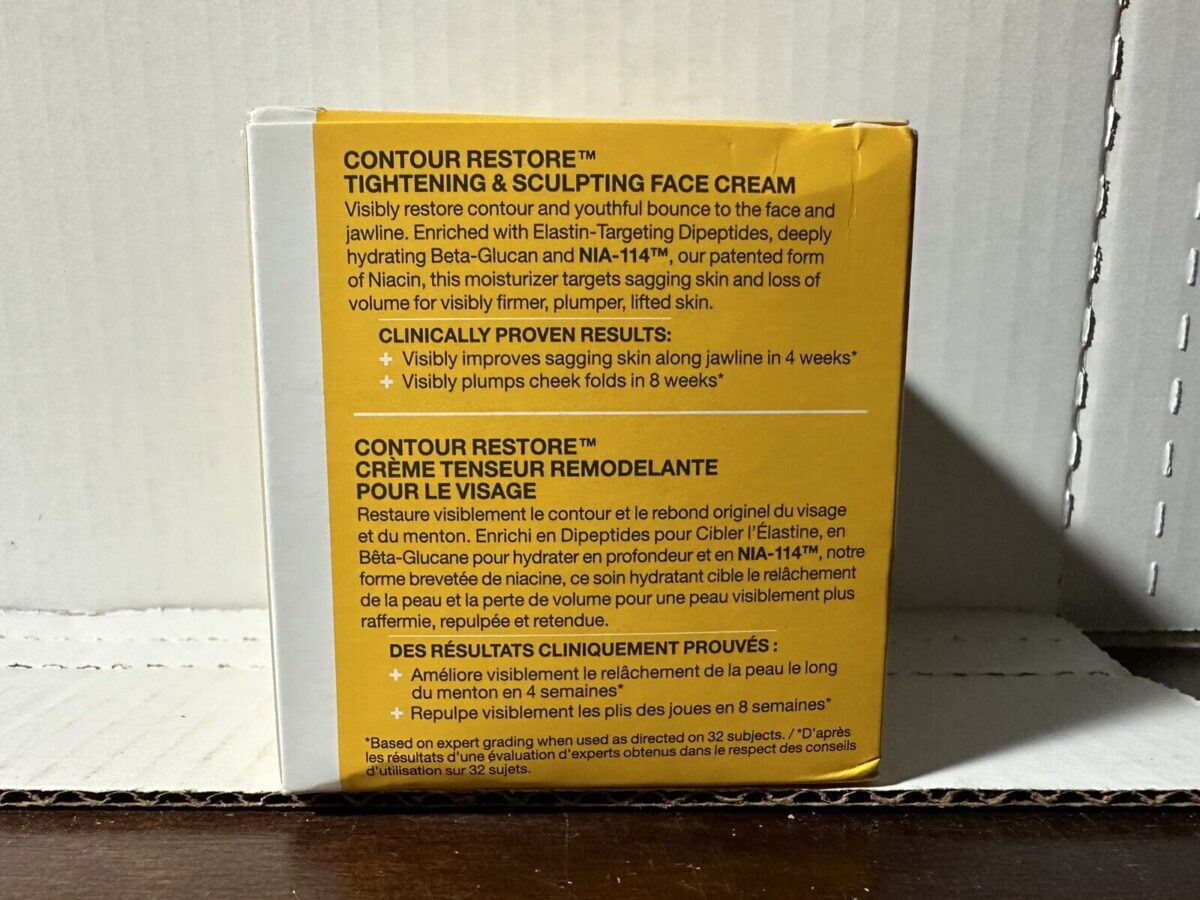 CONTOUR RESTORE™
TIGHTENING & SCULPTING FACE CREAM
Visibly restore contour and youthful bounce to the face and
jawline. Enriched with Elastin-Targeting Dipeptides, deeply
hydrating Beta-Glucan and NIA-114™, our patented form
of Niacin, this moisturizer targets sagging skin and loss of
volume for visibly firmer, plumper, lifted skin.
CLINICALLY PROVEN RESULTS:
+ Visibly improves sagging skin along jawline in 4 weeks*
+ Visibly plumps cheek folds in 8 weeks*
CONTOUR RESTORE™
CRÈME TENSEUR REMODELANTE
POUR LE VISAGE
Restaure visiblement le contour et le rebond originel du visage
et du menton. Enrichi en Dipeptides pour Cibler l'Élastine, en
Bêta-Glucane pour hydrater en profondeur et en NIA-114™, notre
forme brevetée de niacine, ce soin hydratant cible le relâchement
de la peau et la perte de volume pour une peau visiblement plus
raffermie, repulpée et retendue.
DES RÉSULTATS CLINIQUEMENT PROUVÉS :
+ Améliore visiblement le relâchement de la peau le long
du menton en 4 semaines*
+ Repulpe visiblement les plis des joues en 8 semaines*
*Based on expert grading when used as directed on 32 subjects. / *D'après
les résultats d'une évaluation d'experts obtenus dans le respect des conseils
d'utilisation sur 32 sujets.